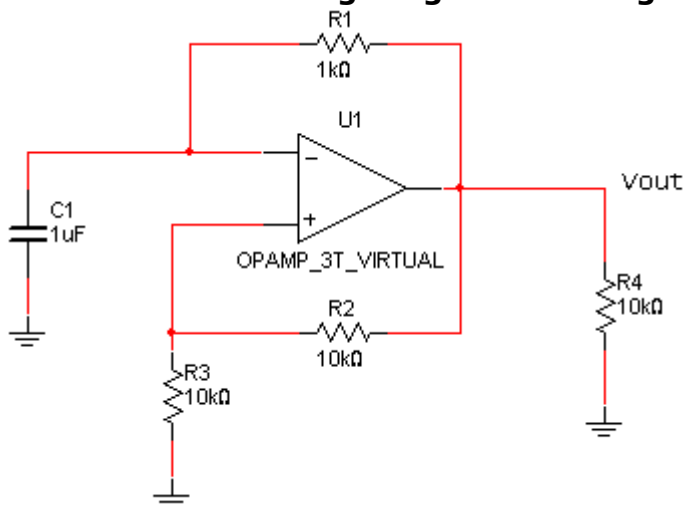 R1
1kΩ
U1
Vout
C1
1uF
OPAMP_3T_VIRTUAL
R4
10kΩ
R2
10kΩ
R3
10kΩ